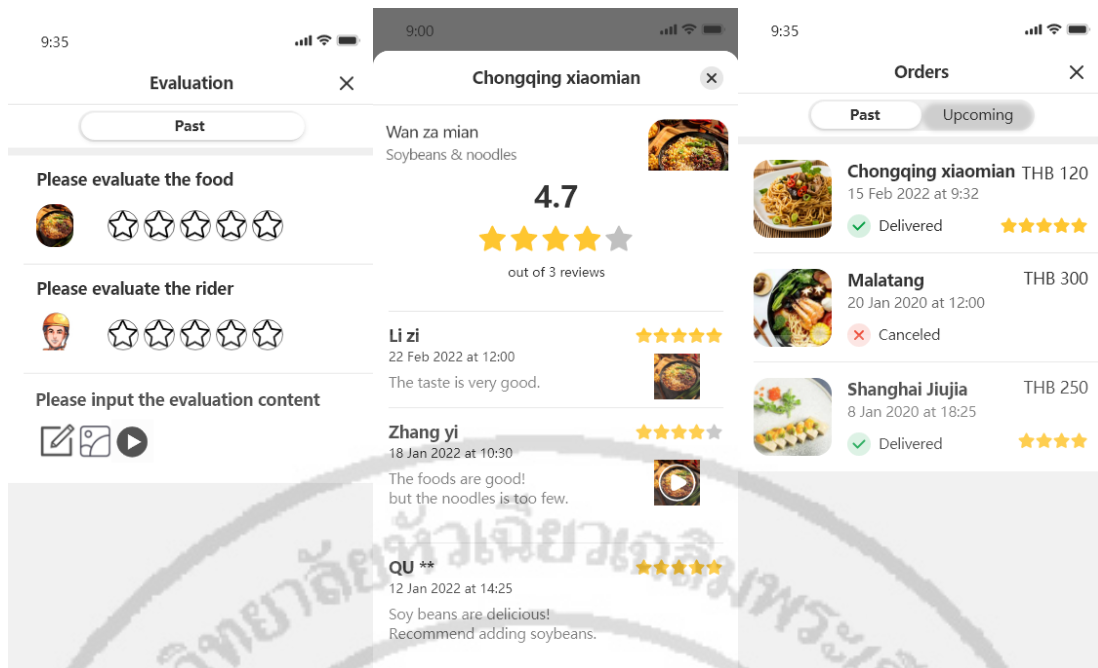 9:35
Evaluation
Past
Please evaluate the food
Please evaluate the rider
Please input the evaluation content
9:00
Chongqing xiaomian
Wan za mian
Soybeans & noodles
4.7
out of 3 reviews
Li zi
22 Feb 2022 at 12:00
The taste is very good.
Zhang yi
18 Jan 2022 at 10:30
The foods are good!
but the noodles is too few.
QU **
12 Jan 2022 at 14:25
Soy beans are delicious!
Recommend adding soybeans.
9:35
Orders
Past Upcoming
Chongqing xiaomian THB 120
15 Feb 2022 at 9:32
Delivered
Malatang THB 300
20 Jan 2020 at 12:00
Canceled
Shanghai Jiujia THB 250
8 Jan 2020 at 18:25
Delivered